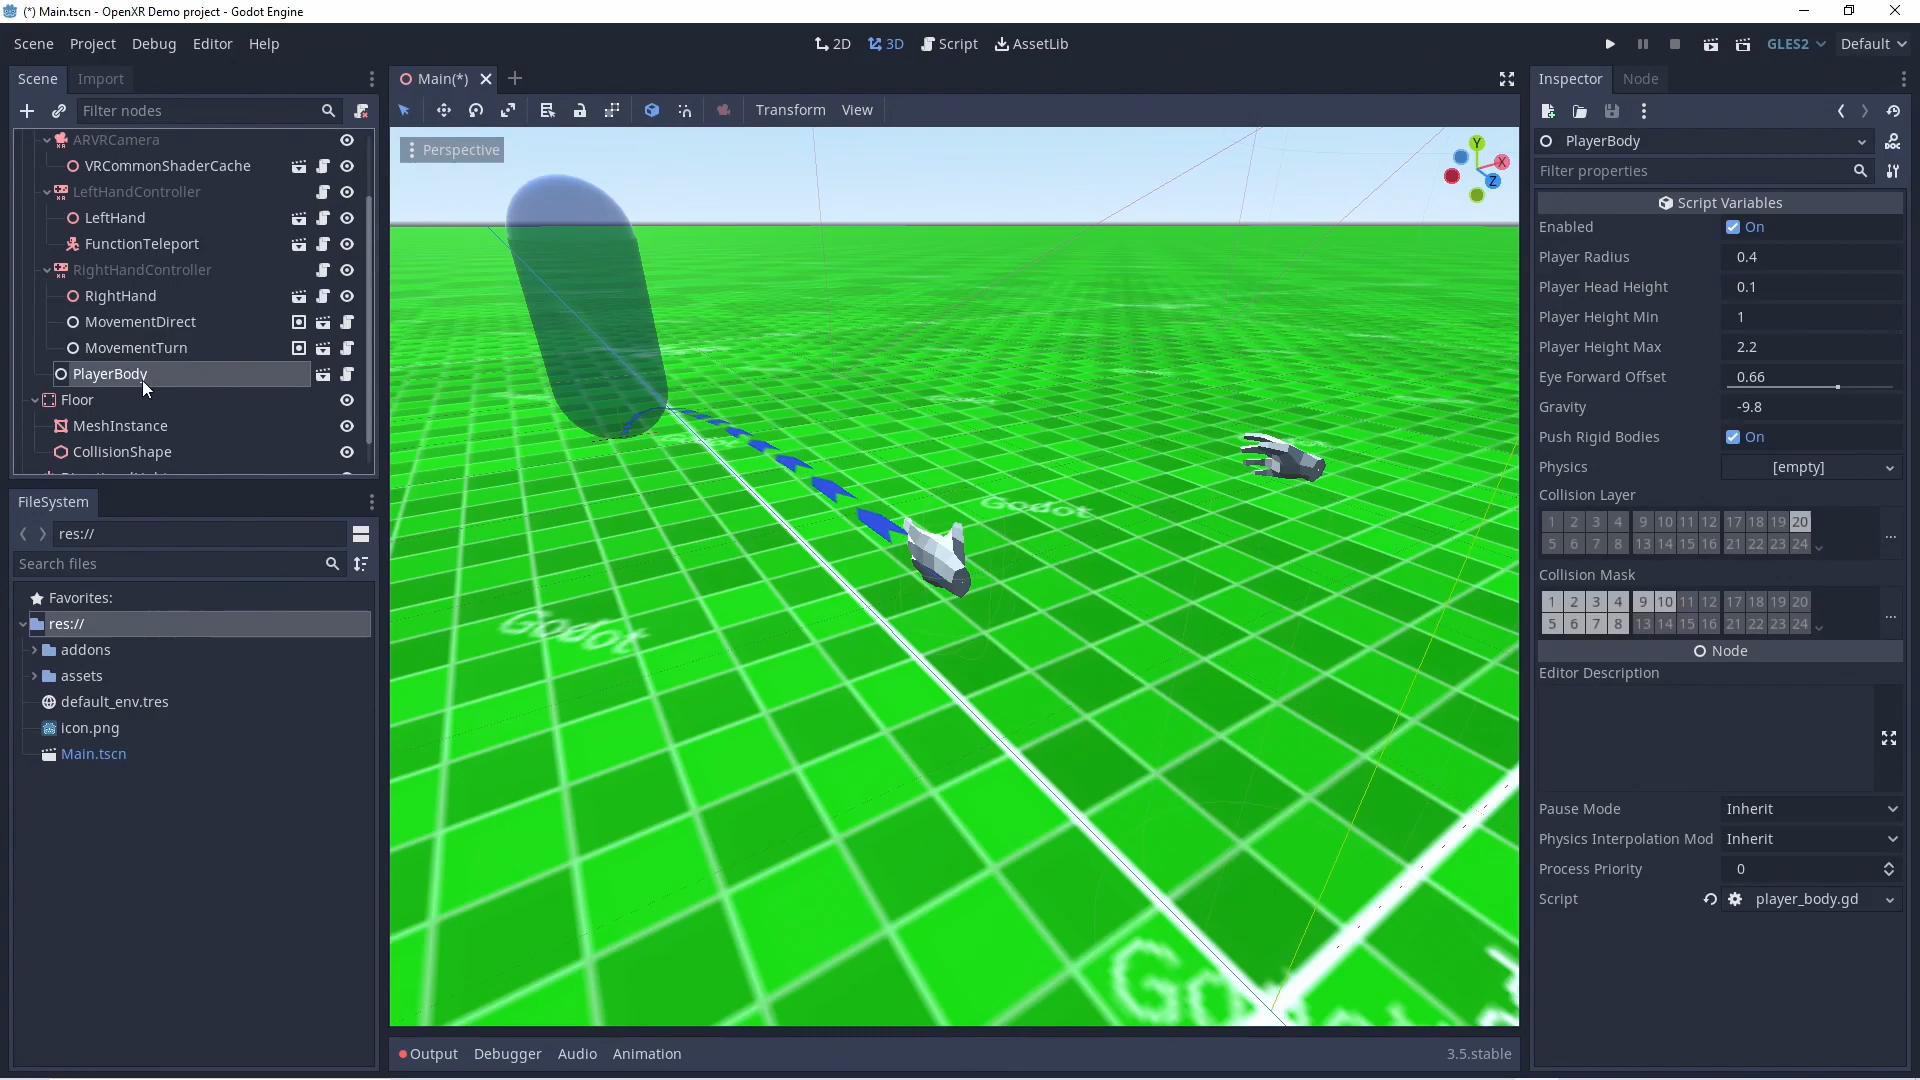 (*) Main.tscn - OpenXR Demo project - Godot Engine
Scene Project Debug Editor Help
2D 3D Script AssetLib
GLES2 Default
Scene Import
Filter nodes
ARVRCamera
VRCommonShaderCache
LeftHandController
LeftHand
FunctionTeleport
RightHandController
RightHand
MovementDirect
MovementTurn
PlayerBody
Floor
MeshInstance
CollisionShape
FileSystem
res://
Search files
Favorites:
res://
addons
assets
default_env.tres
icon.png
Main.tscn
Main(*)
Transform View
Perspective
Y
X
Z
Godot
Godot
Output Debugger Audio Animation
3.5.stable
Inspector Node
PlayerBody
Filter properties
Script Variables
Enabled On
Player Radius 0.4
Player Head Height 0.1
Player Height Min 1
Player Height Max 2.2
Eye Forward Offset 0.66
Gravity -9.8
Push Rigid Bodies On
Physics [empty]
Collision Layer
1 2 3 4 9 10 11 12 17 18 19 20
5 6 7 8 13 14 15 16 21 22 23 24
Collision Mask
1 2 3 4 9 10 11 12 17 18 19 20
5 6 7 8 13 14 15 16 21 22 23 24
Node
Editor Description
Pause Mode Inherit
Physics Interpolation Mod Inherit
Process Priority 0
Script player_body.gd